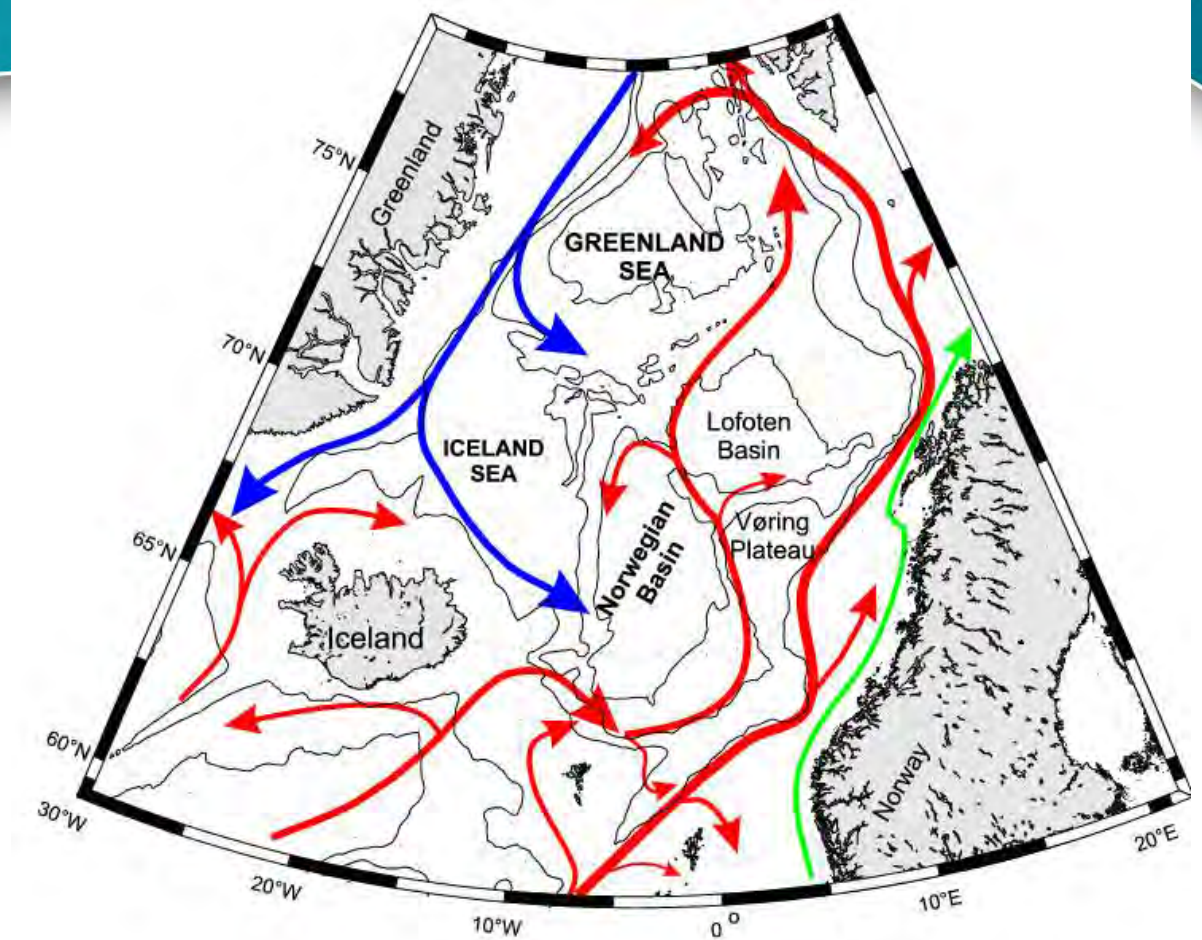 75°N
Greenland
GREENLAND
SEA
70°N
Lofoten
Basin
ICELAND
SEA
65°N
Vøring
Plateau
Norwegian
Basin
Iceland
60°N
Norway
30°W
20°W
10°W
0°
10°E
20°E